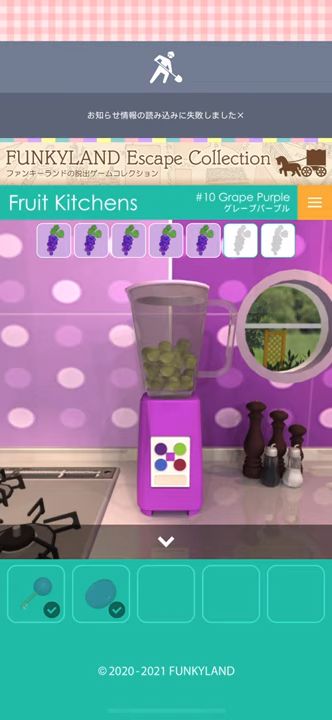 お知らせ情報の読み込みに失敗しました×
FUNKYLAND Escape Collection
ファンキーランドの脱出ゲームコレクション
Fruit Kitchens
#10 Grape Purple
グレープパープル
©2020-2021 FUNKYLAND